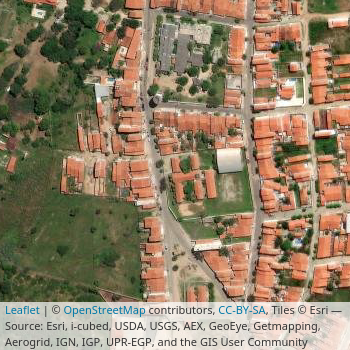 Leaflet | © OpenStreetMap contributors, CC-BY-SA, Tiles © Esri —
Source: Esri, i-cubed, USDA, USGS, AEX, GeoEye, Getmapping,
Aerogrid, IGN, IGP, UPR-EGP, and the GIS User Community